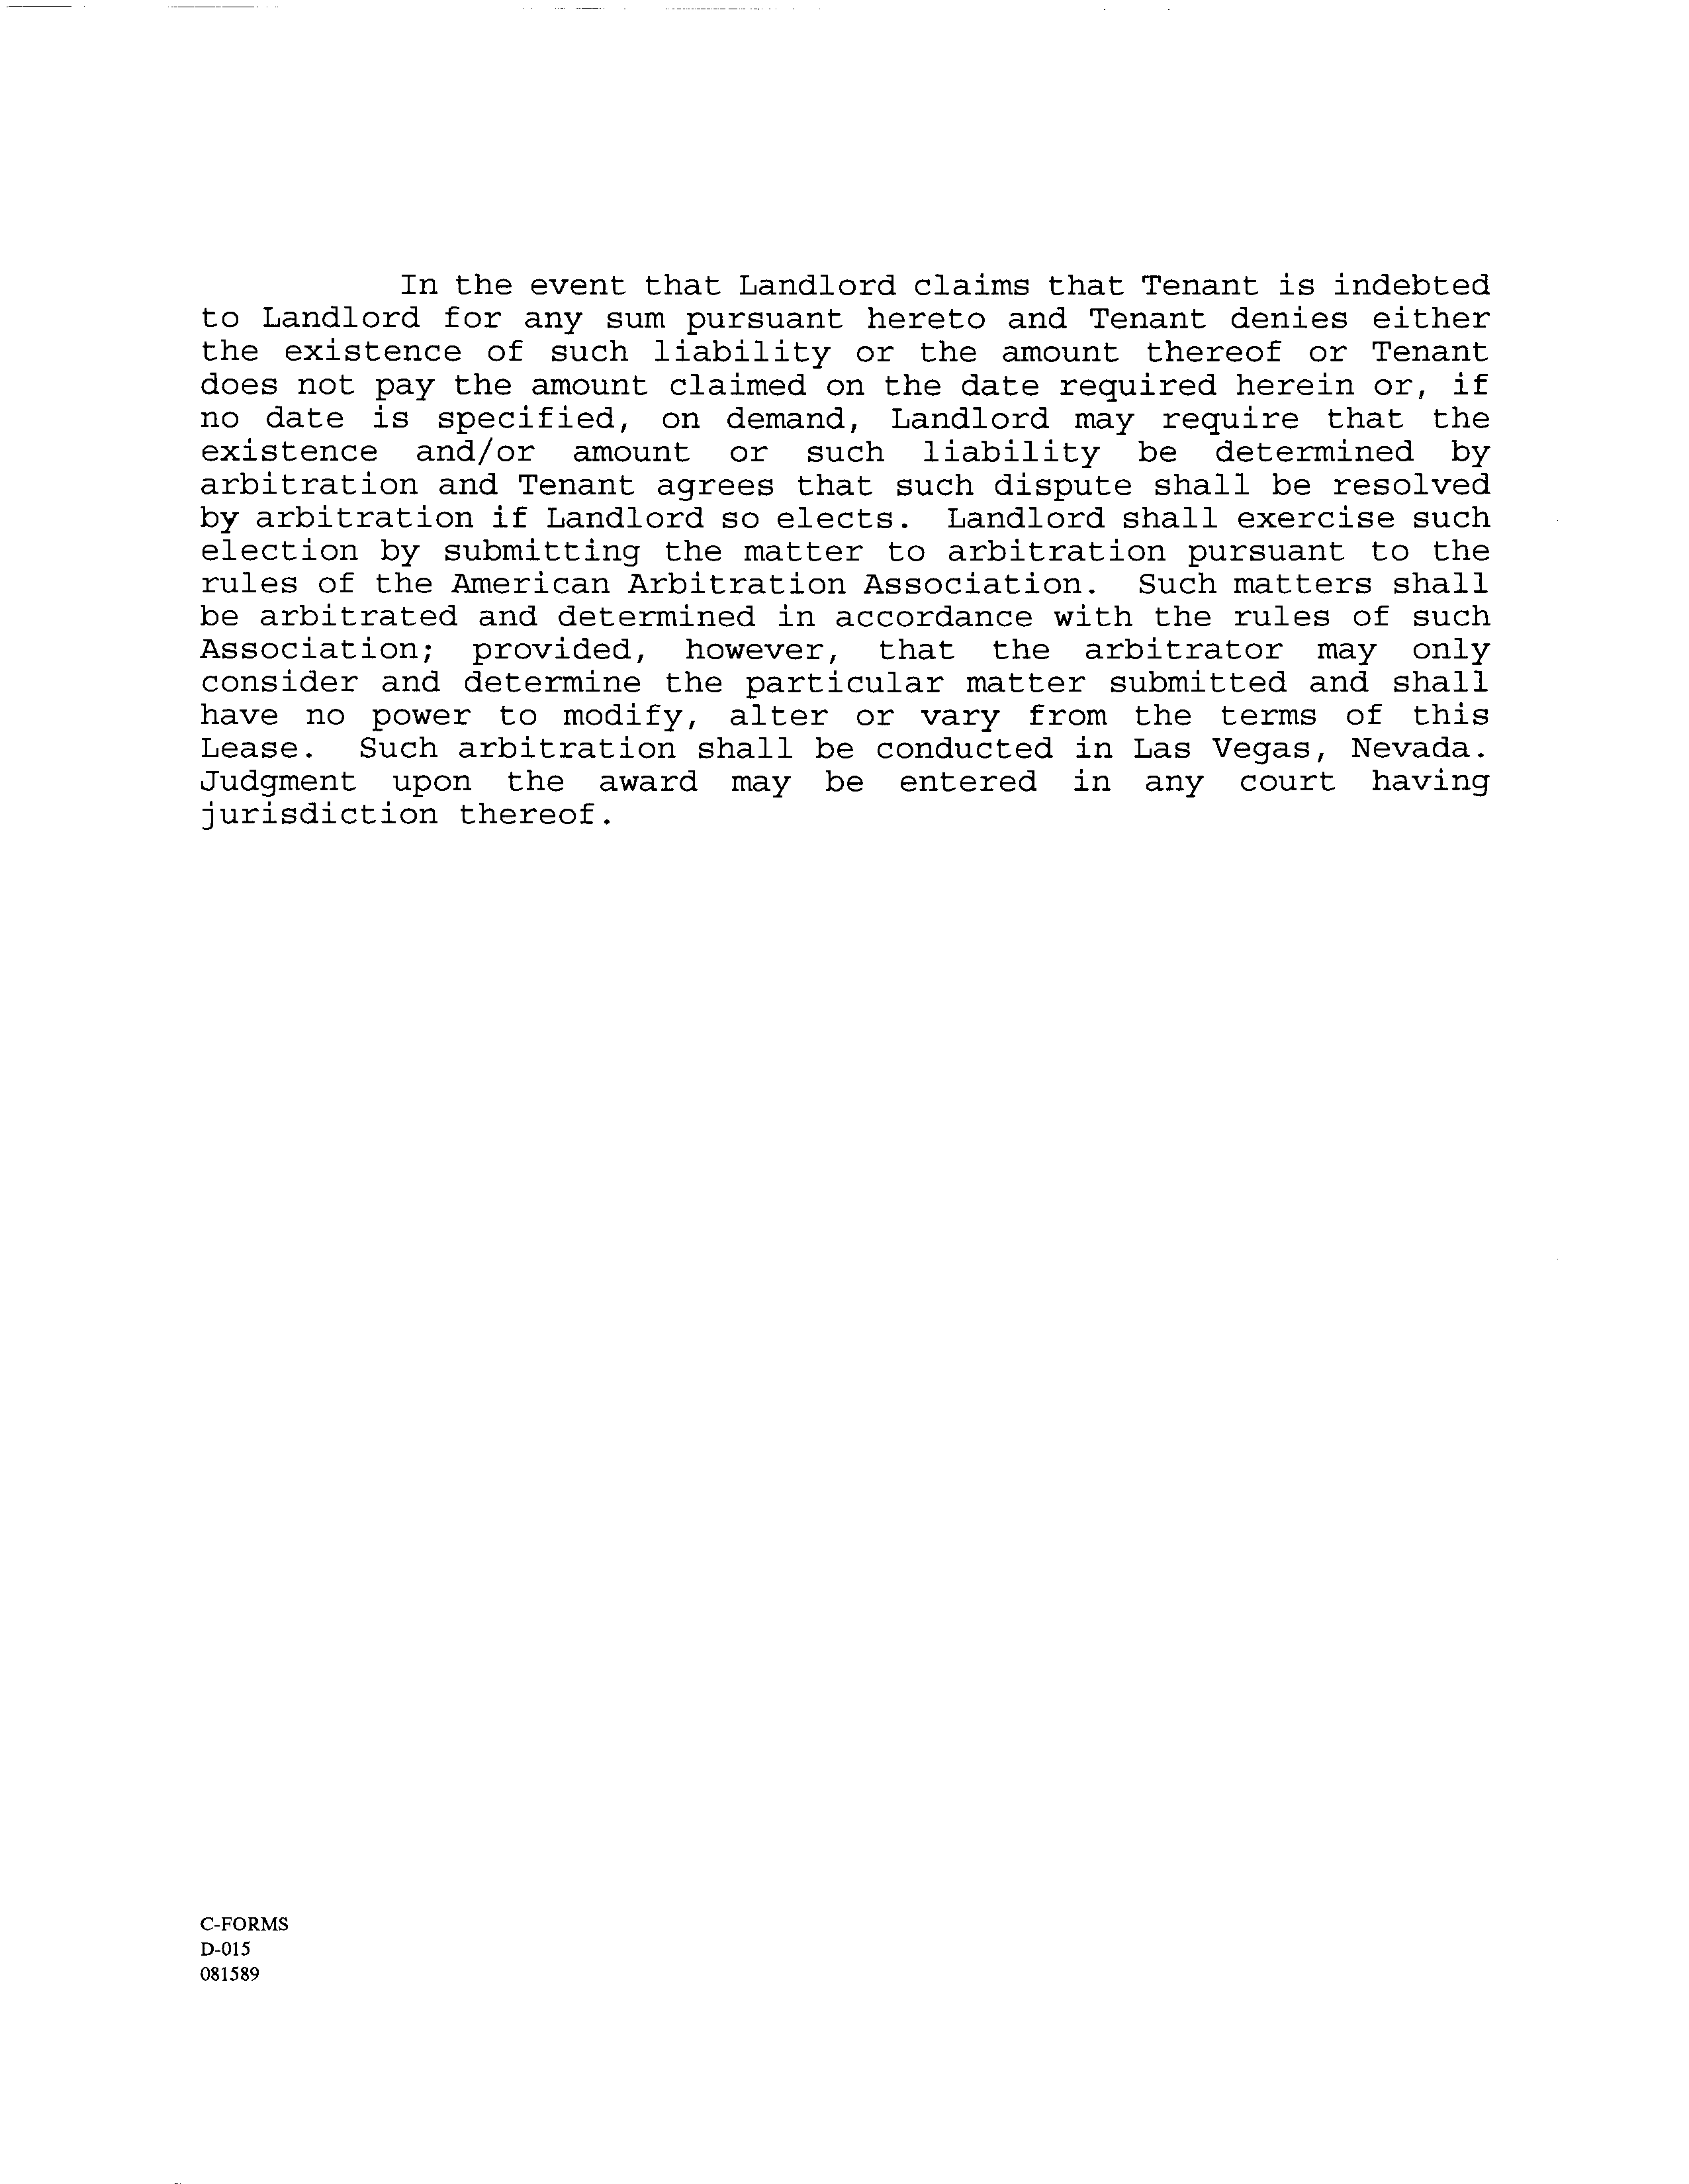 In the event that Landlord claims that Tenant is indebted
to Landlord for any sum pursuant hereto and Tenant denies either
the existence of such liability or the amount thereof or Tenant
does not pay the amount claimed on the date required herein or, if
no date is specified, on demand, Landlord may require that the
existence and/or amount or such liability be determined by
arbitration and Tenant agrees that such dispute shall be resolved
by arbitration if Landlord so elects. Landlord shall exercise such
election by submitting the matter to arbitration pursuant to the
rules of the American Arbitration Association. Such matters shall
be arbitrated and determined in accordance with the rules of such
Association; provided, however, that the arbitrator may only
consider and determine the particular matter submitted and shall
have no power to modify, alter or vary from the terms of this
Lease. Such arbitration shall be conducted in Las Vegas, Nevada.
Judgment upon the award may be entered in any court having
jurisdiction thereof.
C-FORMS
D-015
081589